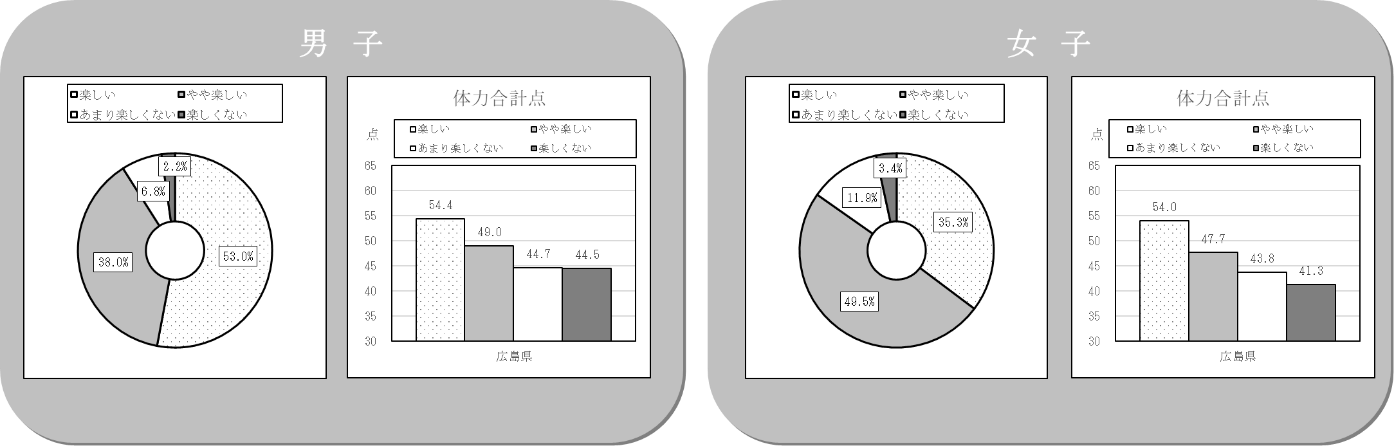 男 子
楽しい やや楽しい
あまり楽しくない 楽しくない
2.2%
6.8%
38.0%
53.0%
体力合計点
点
楽しい やや楽しい
あまり楽しくない 楽しくない
65
60
55
50
45
40
35
30
54.4
49.0
44.7
44.5
広島県
女 子
楽しい やや楽しい
あまり楽しくない 楽しくない
3.4%
11.8%
35.3%
49.5%
体力合計点
点
楽しい やや楽しい
あまり楽しくない 楽しくない
65
60
55
50
45
40
35
30
54.0
47.7
43.8
41.3
広島県